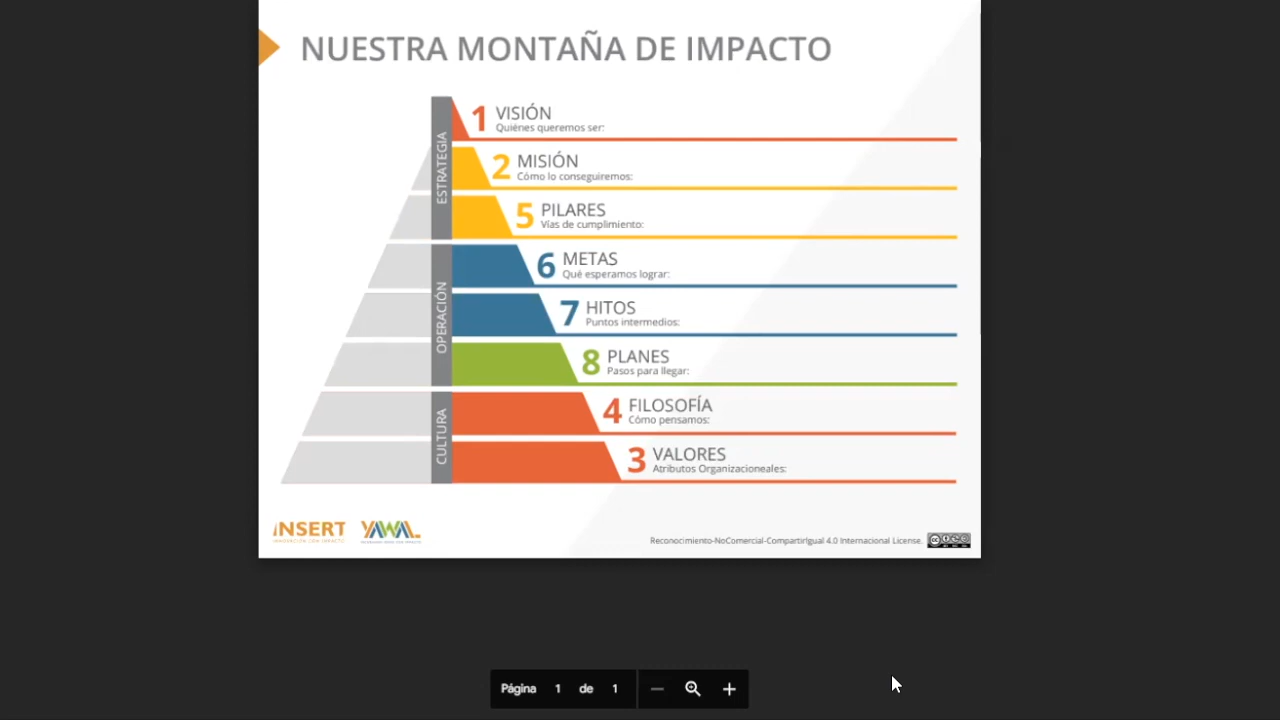 NUESTRA MONTAÑA DE IMPACTO
ESTRATEGIA
1 VISIÓN
Quiénes queremos ser:
2 MISIÓN
Cómo lo conseguiremos:
5 PILARES
Vías de cumplimiento:
OPERACIÓN
6 METAS
Qué esperamos lograr:
7 HITOS
Puntos intermedios:
8 PLANES
Pasos para llegar:
CULTURA
4 FILOSOFÍA
Cómo pensamos:
3 VALORES
Atributos Organizacioneales:
INSERT
YAWAL
Reconocimiento-NoComercial-CompartirIgual 4.0 Internacional License.
Página 1 de 1